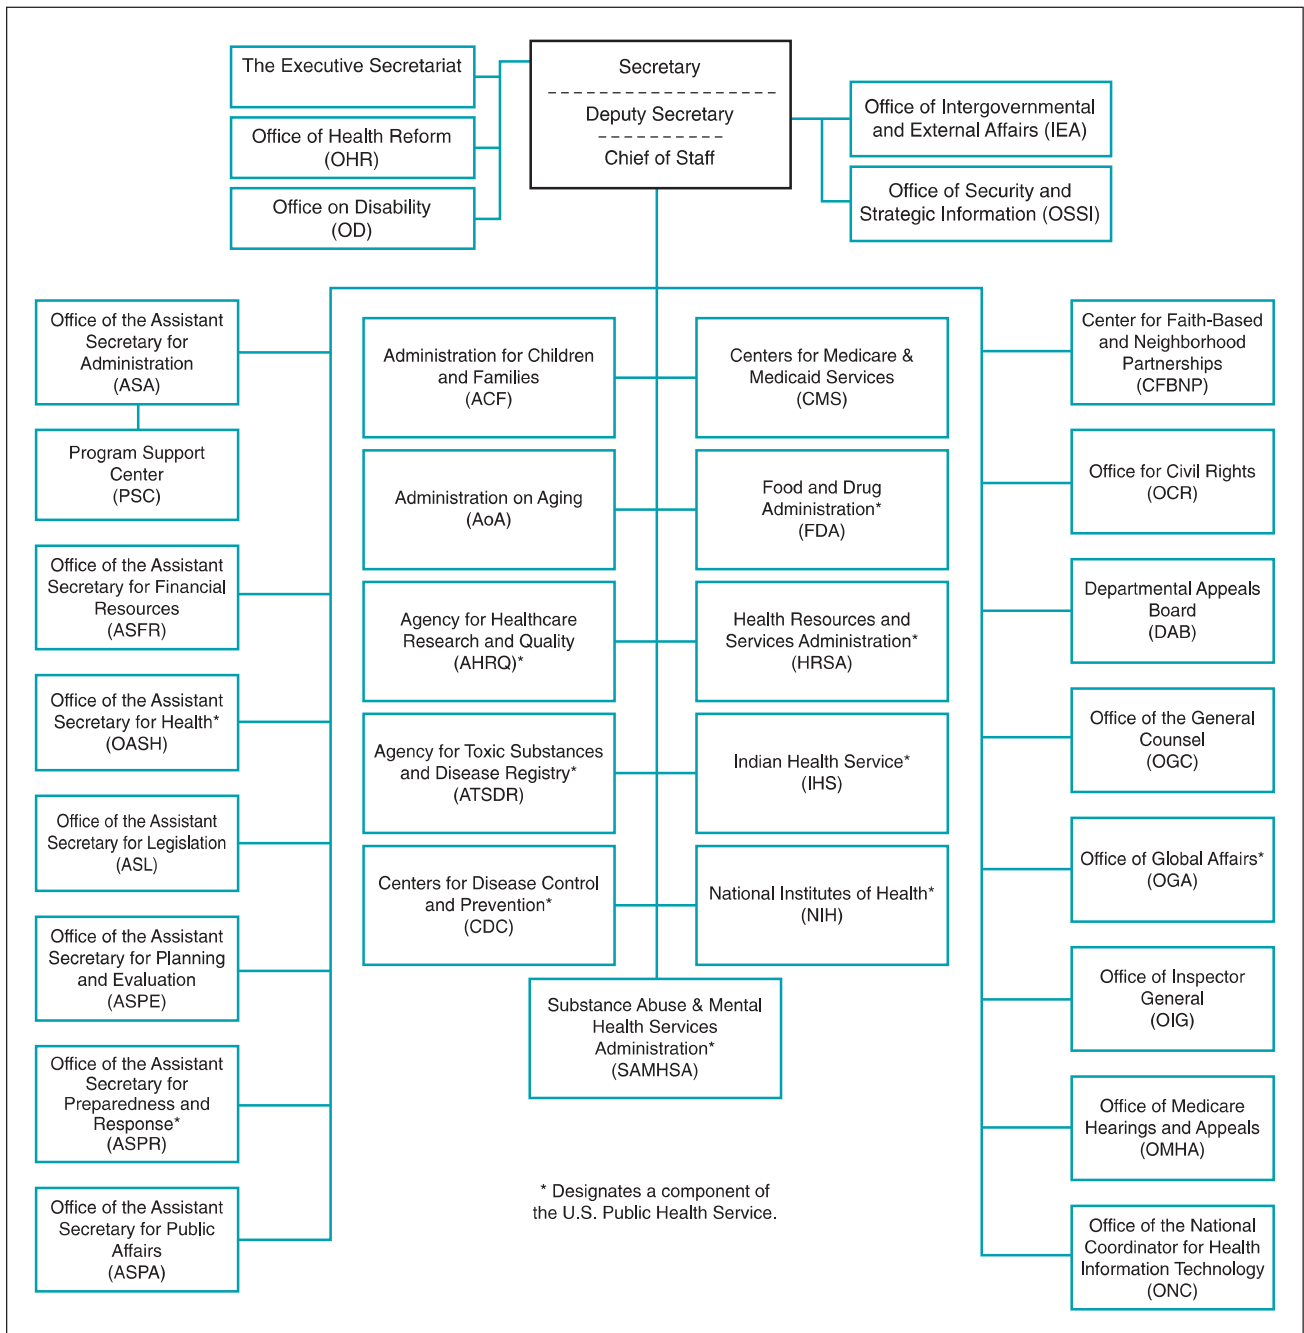 The Executive Secretariat
Office of Health Reform
(OHR)
Office on Disability
(OD)
Secretary
Deputy Secretary
Chief of Staff
Office of Intergovernmental
and External Affairs (IEA)
Office of Security and
Strategic Information (OSSI)
Office of the Assistant
Secretary for
Administration
(ASA)
Program Support
Center
(PSC)
Office of the Assistant
Secretary for Financial
Resources
(ASFR)
Office of the Assistant
Secretary for Health*
(OASH)
Office of the Assistant
Secretary for Legislation
(ASL)
Office of the Assistant
Secretary for Planning
and Evaluation
(ASPE)
Office of the Assistant
Secretary for
Preparedness and
Response*
(ASPR)
Office of the Assistant
Secretary for Public
Affairs
(ASPA)
Administration for Children
and Families
(ACF)
Administration on Aging
(AoA)
Agency for Healthcare
Research and Quality
(AHRQ)*
Agency for Toxic Substances
and Disease Registry*
(ATSDR)
Centers for Disease Control
and Prevention*
(CDC)
Centers for Medicare &
Medicaid Services
(CMS)
Food and Drug
Administration*
(FDA)
Health Resources and
Services Administration*
(HRSA)
Indian Health Service*
(IHS)
National Institutes of Health*
(NIH)
Substance Abuse & Mental
Health Services
Administration*
(SAMHSA)
* Designates a component of
the U.S. Public Health Service.
Center for Faith-Based
and Neighborhood
Partnerships
(CFBNP)
Office for Civil Rights
(OCR)
Departmental Appeals
Board
(DAB)
Office of the General
Counsel
(OGC)
Office of Global Affairs*
(OGA)
Office of Inspector
General
(OIG)
Office of Medicare
Hearings and Appeals
(OMHA)
Office of the National
Coordinator for Health
Information Technology
(ONC)